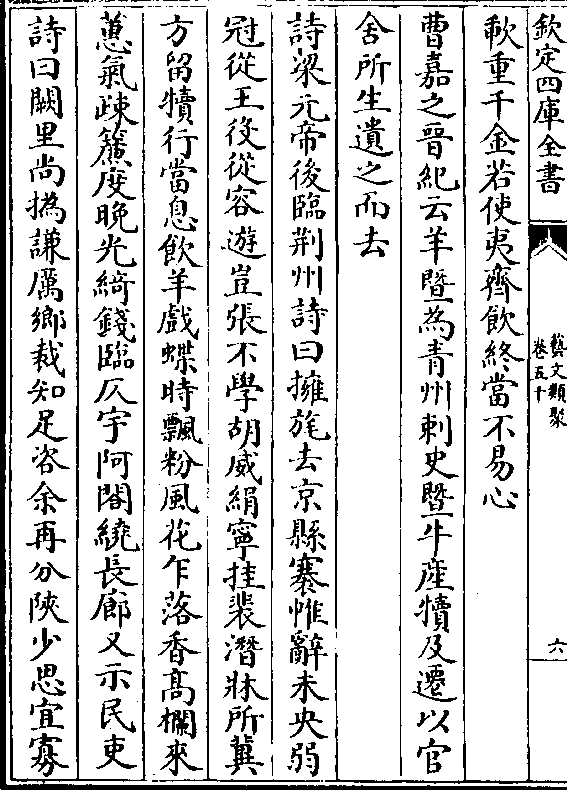 欽定四庫全書
藝文類聚
卷五十
六
歃重千金若使夷齊飲終當不易心
曹嘉之晉紀云羊暨為青州刺史暨牛產犢及遷以官
舍所生遺之而去
詩梁元帝後臨荆州詩曰擁旄去京縣褰帷辭未央弱
冠從王役從容遊豈張不學胡威絹寧挂裴潛牀所冀
方留犢行當息飲羊戲蝶時飄粉風花乍落香高欄來
蕙氣疎簾度晚光綺錢臨仄宇阿閣繞長廊又示民吏
詩曰闕里尚撝謙厲鄉裁知足咨余再分陝少思宜寡